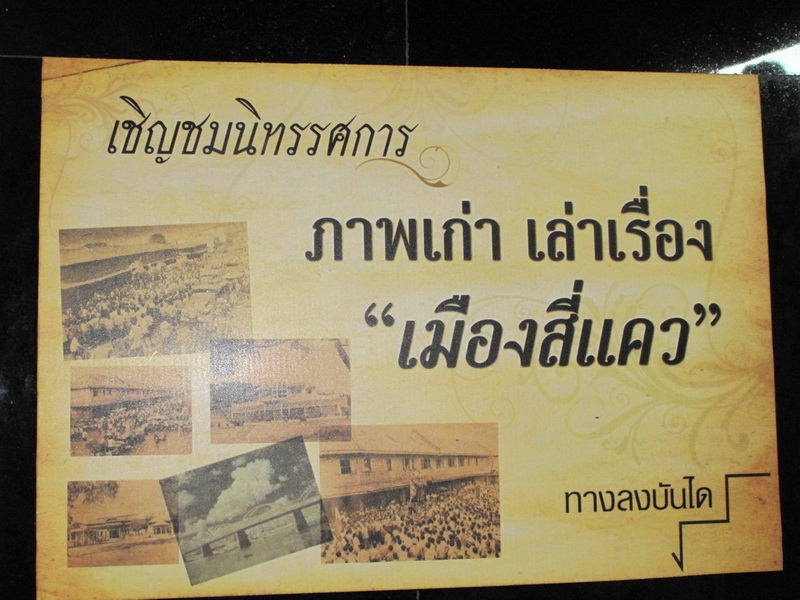 เชิญชมนิทรรศการ
ภาพเก่า เล่าเรื่อง
“เมืองสี่แคว”
ทางลงบันได